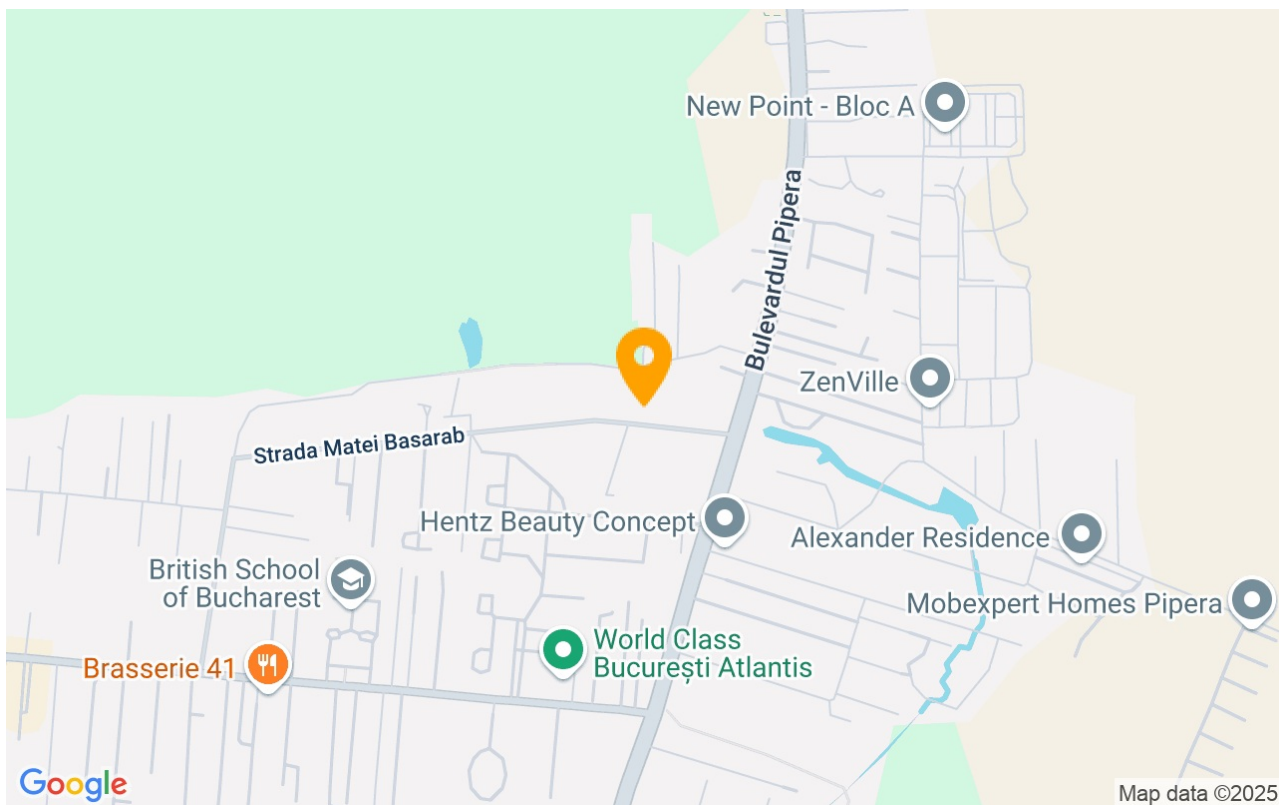 New Point - Bloc A
Bulevardul Pipera
ZenVille
Strada Matei Basarab
Hentz Beauty Concept
Alexander Residence
British School
of Bucharest
Mobexpert Homes Pipera
World Class
București Atlantis
Brasserie 41
Google
Map data ©2025